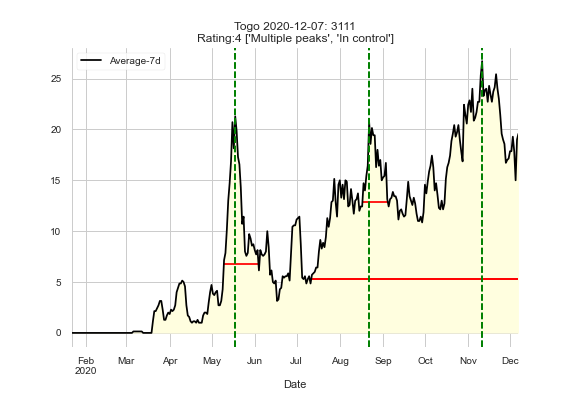 Togo 2020-12-07: 3111
Rating:4 ['Multiple peaks', 'In control']
Average-7d
25
20
15
10
5
0
Feb Mar Apr May Jun Jul Aug Sep Oct Nov Dec
2020
Date